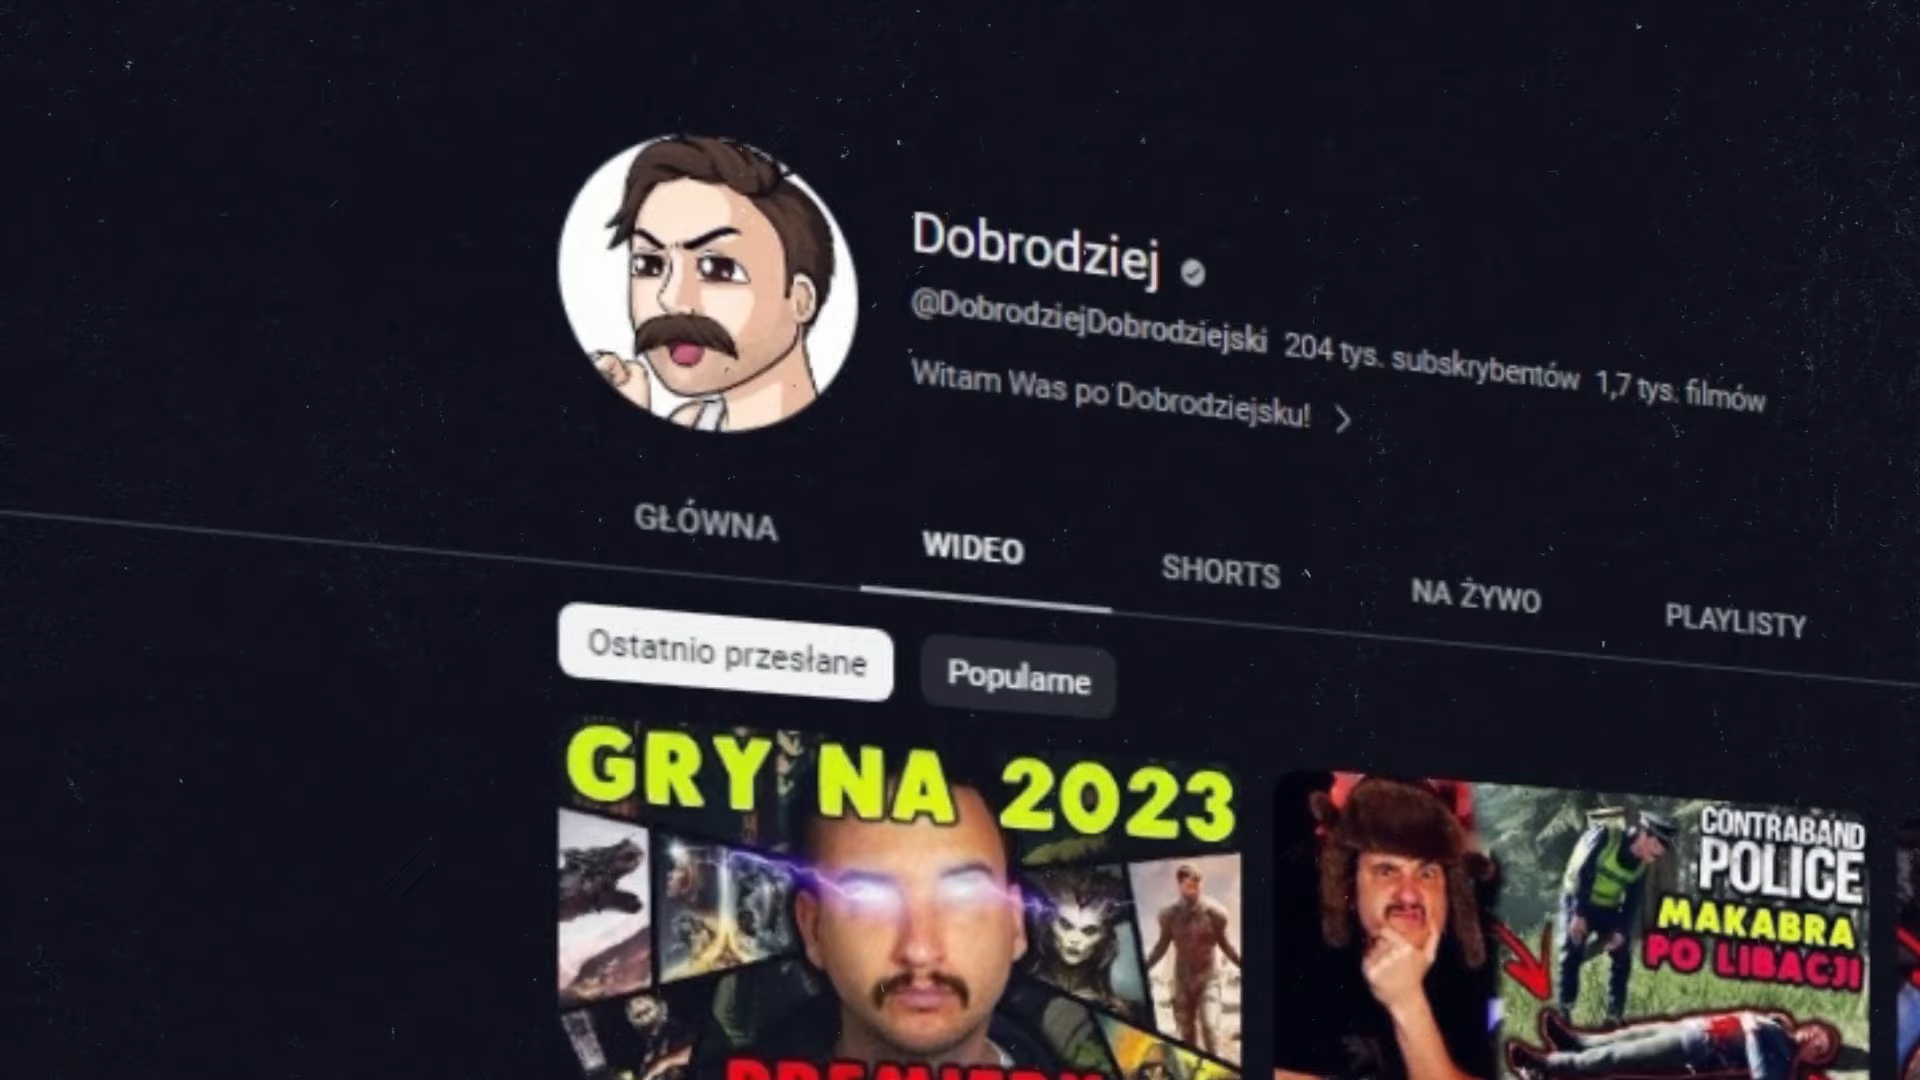 Dobrodziej
@DobrodziejDobrodziejski 204 tys. subskrybentów 1,7 tys. filmów
Witam Was po Dobrodziejsku!
GŁÓWNA WIDEO SHORTS NA ŻYWO PLAYLISTY
Ostatnio przesłane Popularne
GRY NA 2023
CONTRABAND
POLICE
MAKABRA
PO LIBACJI